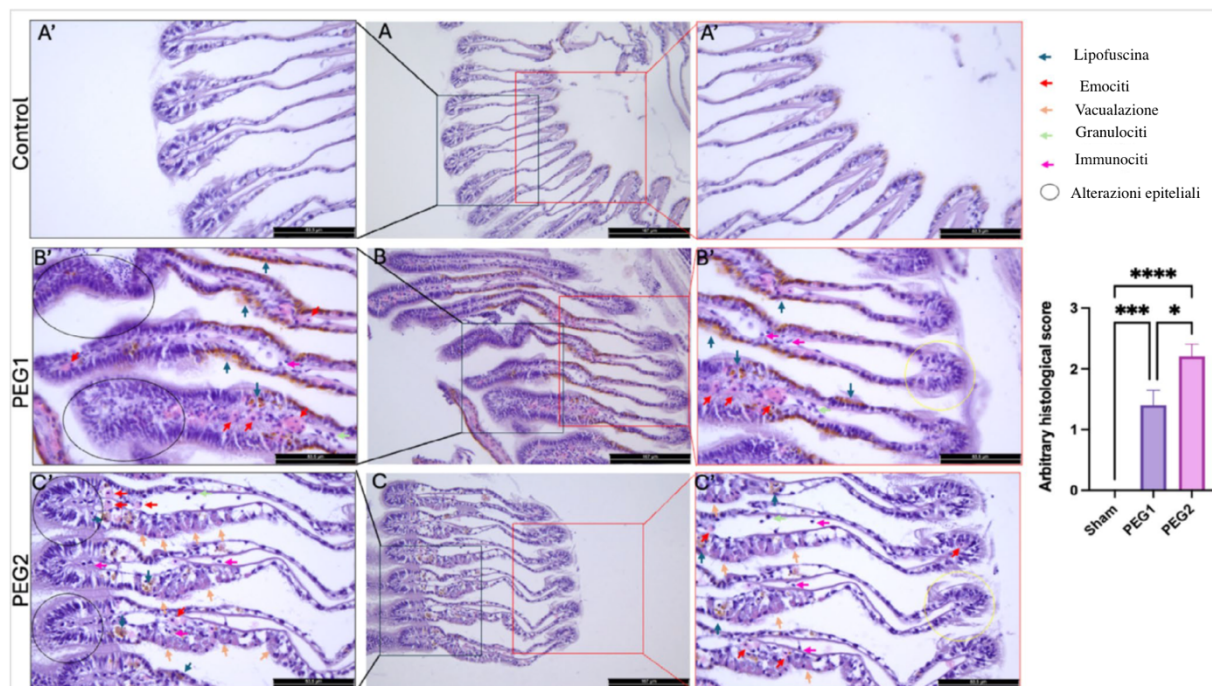 A'
A
A'
Control
Lipofuscina
Emociti
Vacualazione
Granulociti
Immunociti
Alterazioni epiteliali
B'
B
B'
PEG1
C'
C
C'
PEG2
Arbitrary histological score
****
***
*
3
2
1
0
Sham
PEG1
PEG2